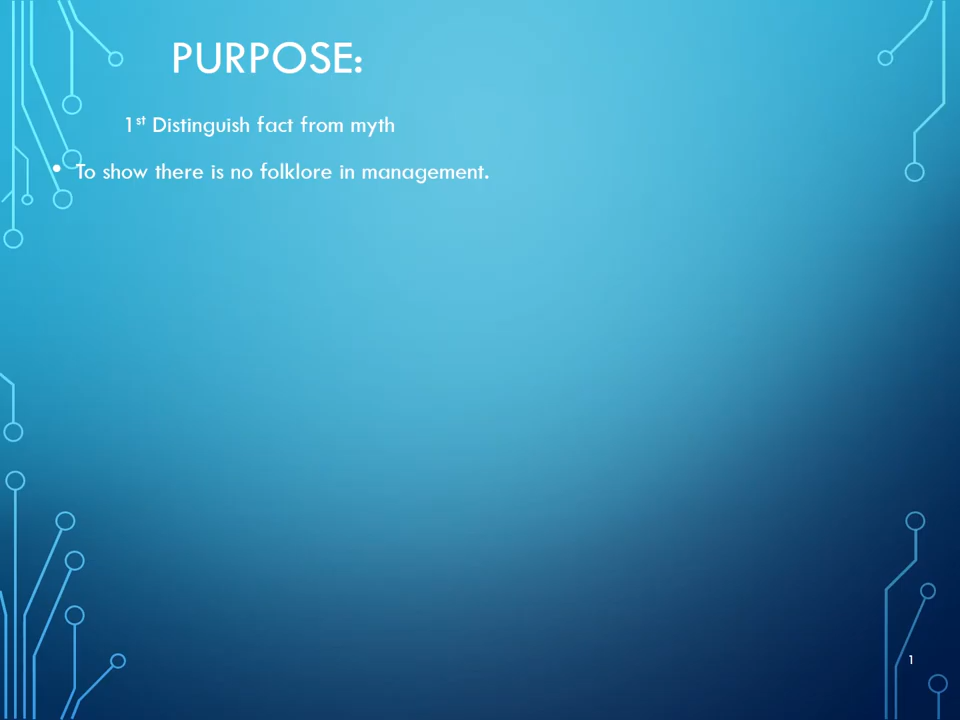 PURPOSE:
1st Distinguish fact from myth
• To show there is no folklore in management.
1